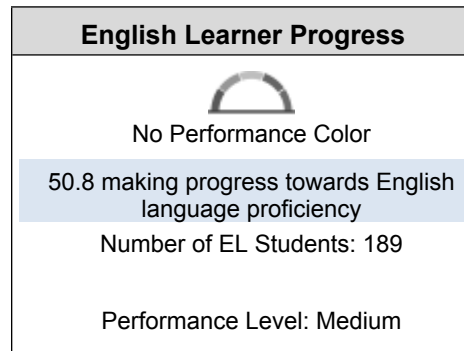 English Learner Progress
No Performance Color
50.8 making progress towards English
language proficiency
Number of EL Students: 189
Performance Level: Medium